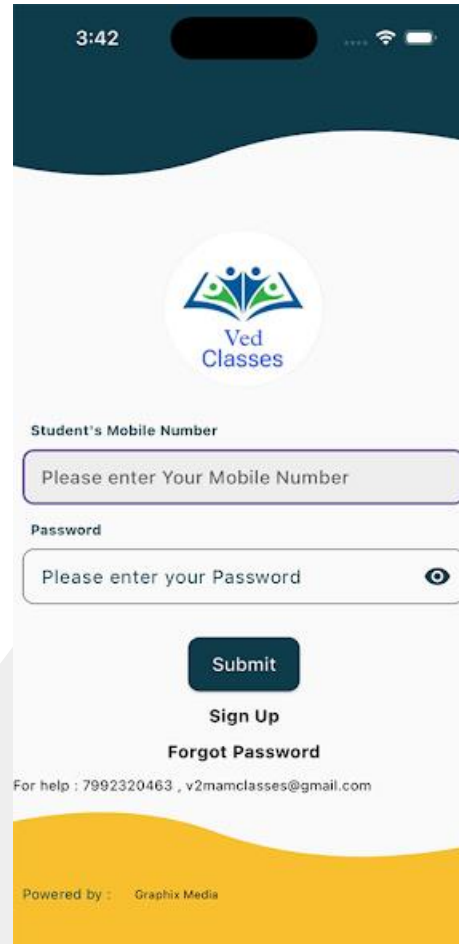 3:42
Ved
Classes
Student's Mobile Number
Please enter Your Mobile Number
Password
Please enter your Password
Submit
Sign Up
Forgot Password
For help : 7992320463 , v2mamclasses@gmail.com
Powered by : Graphix Media